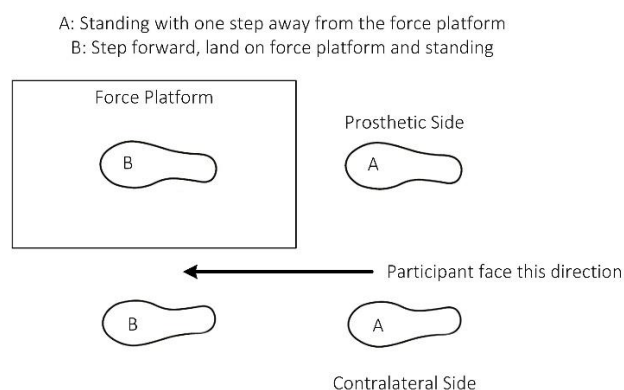 A: Standing with one step away from the force platform
B: Step forward, land on force platform and standing
Force Platform
Prosthetic Side
B
A
Participant face this direction
B
A
Contralateral Side